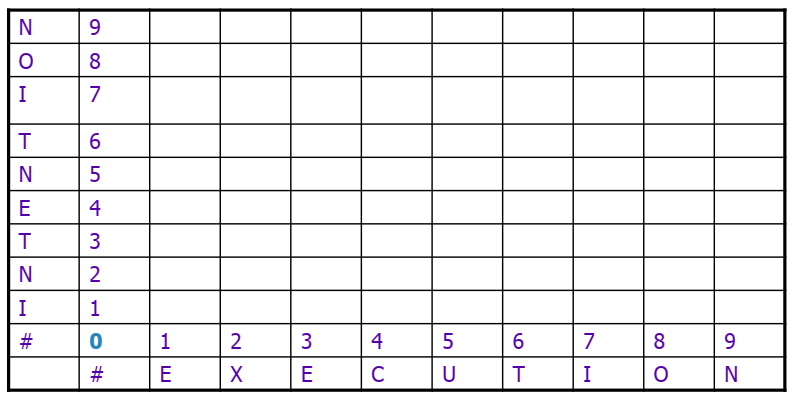 N 9
O 8
I 7
T 6
N 5
E 4
T 3
N 2
I 1
# 0 1 2 3 4 5 6 7 8 9
# E X E C U T I O N